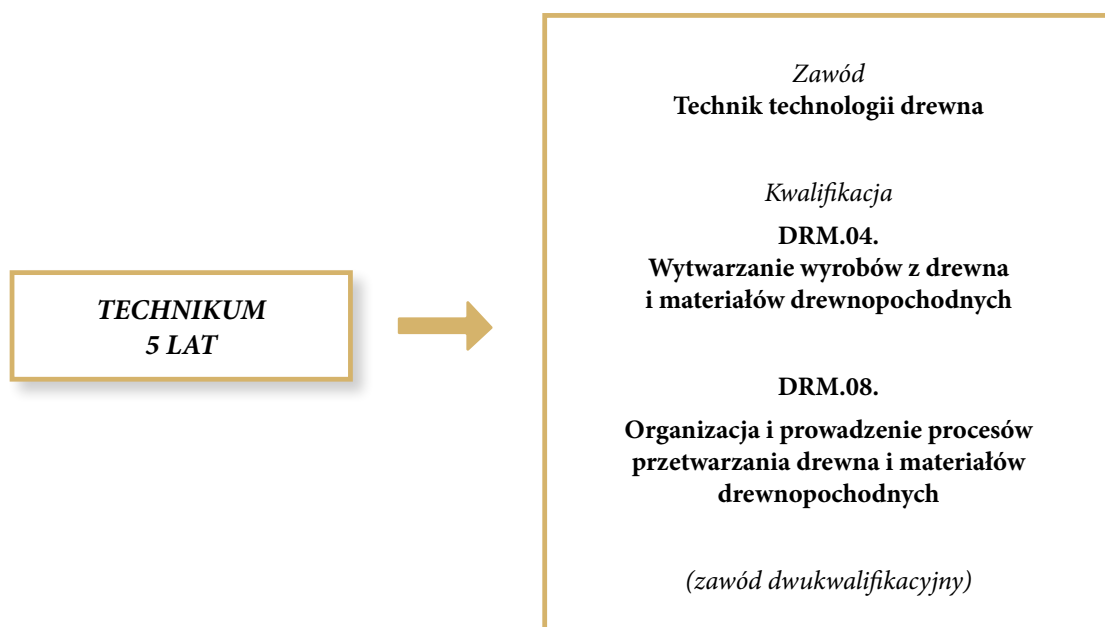 TECHNIKUM
5 LAT
Zawód
Technik technologii drewna
Kwalifikacja
DRM.04.
Wytwarzanie wyrobów z drewna
i materiałów drewnopochodnych
DRM.08.
Organizacja i prowadzenie procesów
przetwarzania drewna i materiałów
drewnopochodnych
(zawód dwukwalifikacyjny)